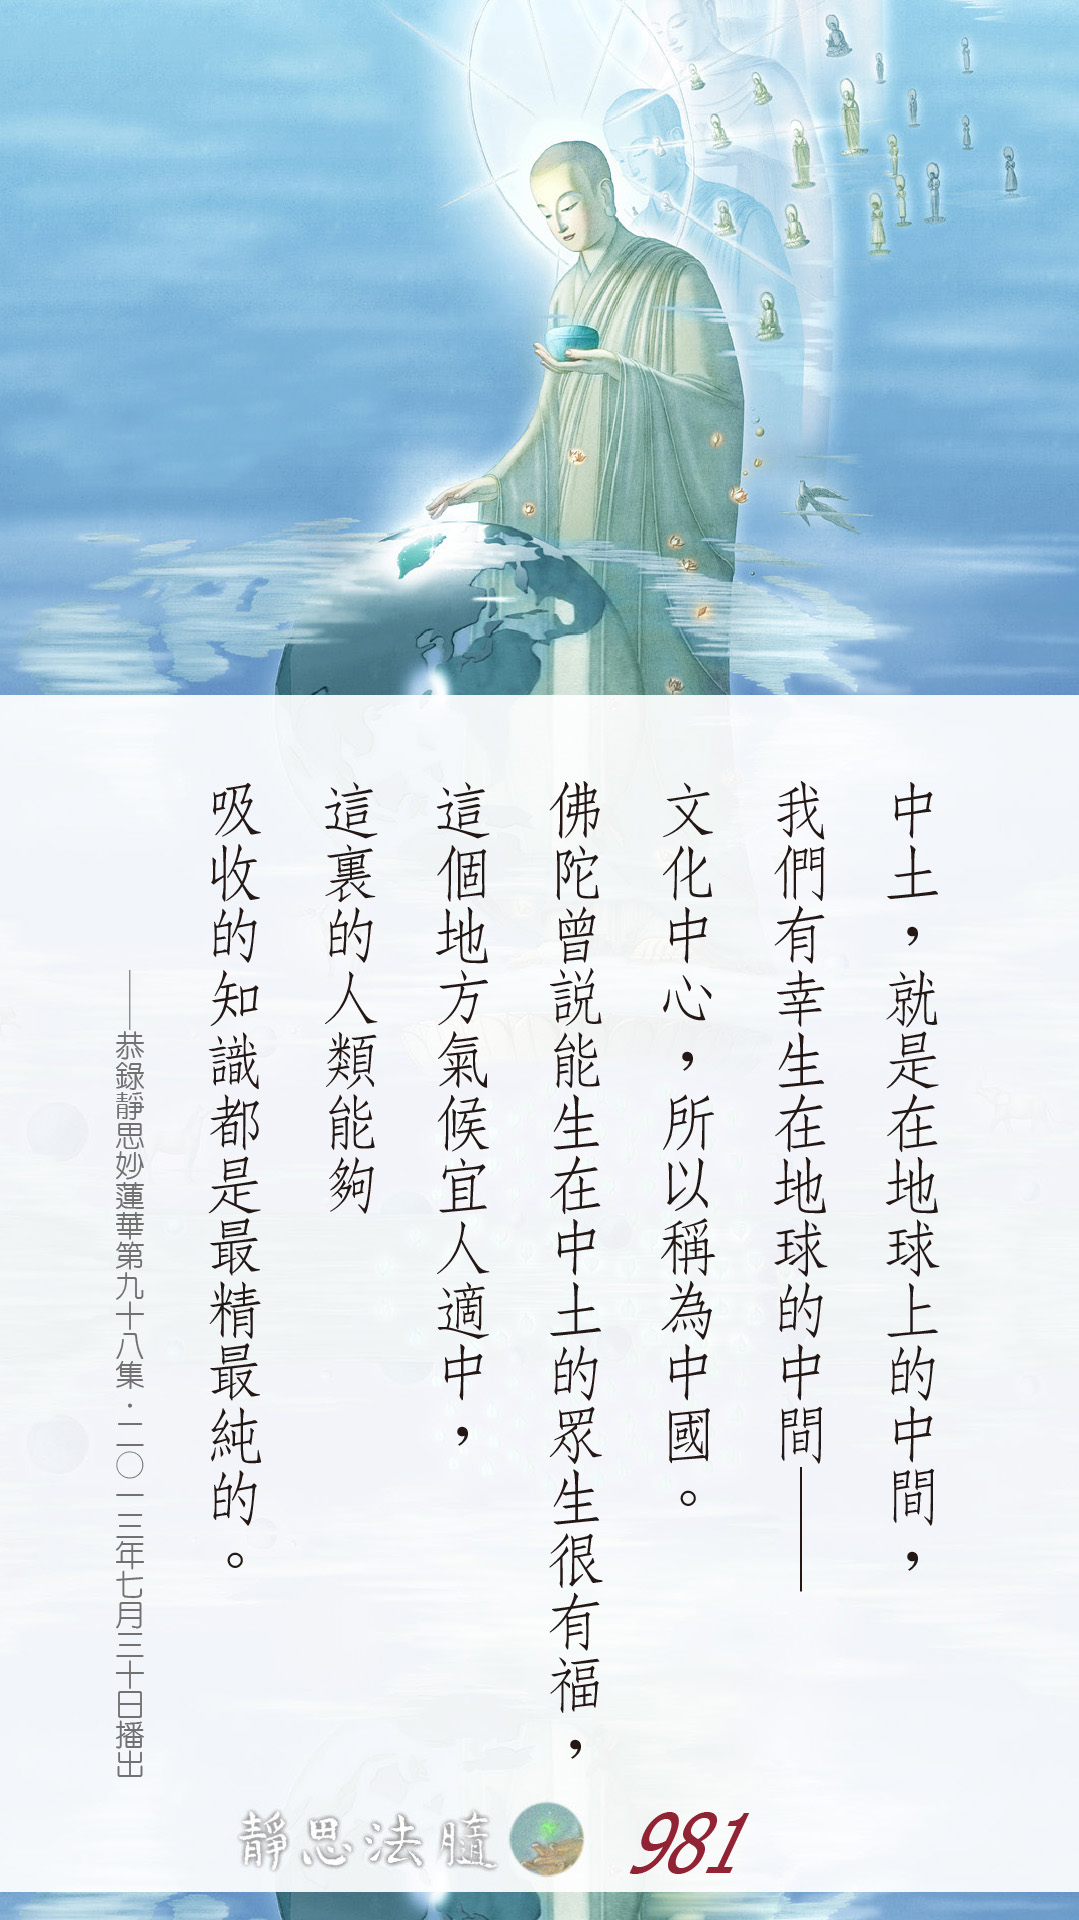 中土，就是在地球上的中間，
我們有幸生在地球的中間——
文化中心，所以稱為中國。
佛陀曾説能生在中土的眾生很有福，
這個地方氣候宜人適中，
這裏的人類能夠
吸收的知識都是最精最純的。
——恭錄靜思妙蓮華第九十八集．二〇一三年七月三十日播出
靜思法髓
981